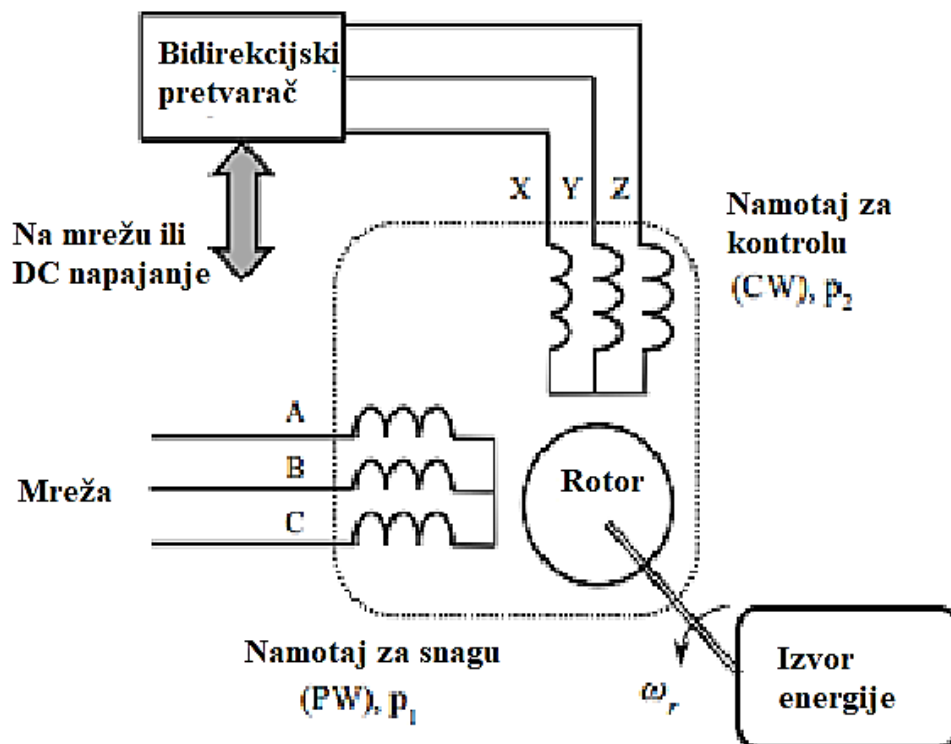 Bidirekcijski
pretvarač
Na mrežu ili
DC napajanje
X Y Z
Namotaj za
kontrolu
(CW), p₂
A
B
C
Mreža
Rotor
Namotaj za snagu
(PW), p₁
ωᵣ
Izvor
energije